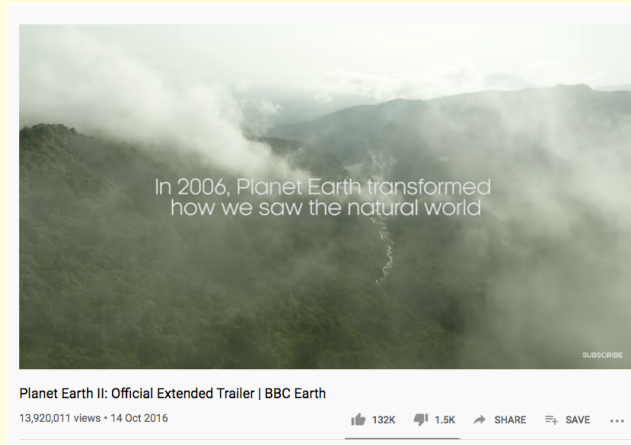 In 2006, Planet Earth transformed
how we saw the natural world
SUBSCRIBE
Planet Earth II: Official Extended Trailer | BBC Earth
13,920,011 views • 14 Oct 2016
132K 1.5K SHARE SAVE